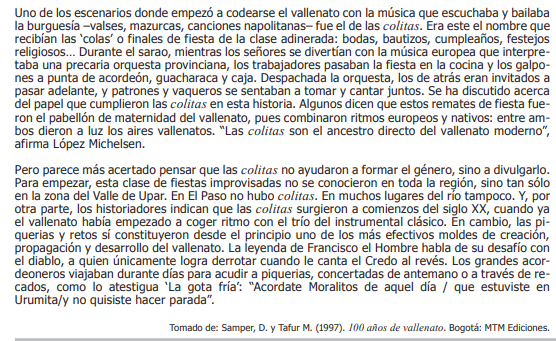 Uno de los escenarios donde empezó a codearse el vallenato con la música que escuchaba y bailaba
la burguesía –valses, mazurcas, canciones napolitanas– fue el de las colitas. Era este el nombre que
recibían las ‘colas’ o finales de fiesta de la clase adinerada: bodas, bautizos, cumpleaños, festejos
religiosos... Durante el sarao, mientras los señores se divertían con la música europea que interpre-
taba una precaria orquesta provinciana, los trabajadores pasaban la fiesta en la cocina y los galpo-
nes a punta de acordeón, guacharaca y caja. Despachada la orquesta, los de atrás eran invitados a
pasar adelante, y patrones y vaqueros se sentaban a tomar y cantar juntos. Se ha discutido acerca
del papel que cumplieron las colitas en esta historia. Algunos dicen que estos remates de fiesta fue-
ron el pabellón de maternidad del vallenato, pues combinaron ritmos europeos y nativos: entre am-
bos dieron a luz los aires vallenatos. “Las colitas son el ancestro directo del vallenato moderno”,
afirma López Michelsen.
Pero parece más acertado pensar que las colitas no ayudaron a formar el género, sino a divulgarlo.
Para empezar, esta clase de fiestas improvisadas no se conocieron en toda la región, sino tan sólo
en la zona del Valle de Upar. En El Paso no hubo colitas. En muchos lugares del río tampoco. Y, por
otra parte, los historiadores indican que las colitas surgieron a comienzos del siglo XX, cuando ya
el vallenato había empezado a coger ritmo con el trío del instrumental clásico. En cambio, las pi-
querias y retos si constituyeron desde el principio uno de los más efectivos moldes de creación,
propagación y desarrollo del vallenato. La leyenda de Francisco el Hombre habla de su desafío con
el diablo, a quien únicamente logra derrotar cuando le canta el Credo al revés. Los grandes acor-
deoneros viajaban durante días para acudir a piquerias, concertadas de antemano o a través de re-
cados, como lo atestigua ‘La gota fría’: “Acordate Moralitos de aquel día / que estuviste en
Urumita/y no quisiste hacer parada”.
Tomado de: Samper, D. y Tafur M. (1997). 100 años de vallenato. Bogotá: MTM Ediciones.